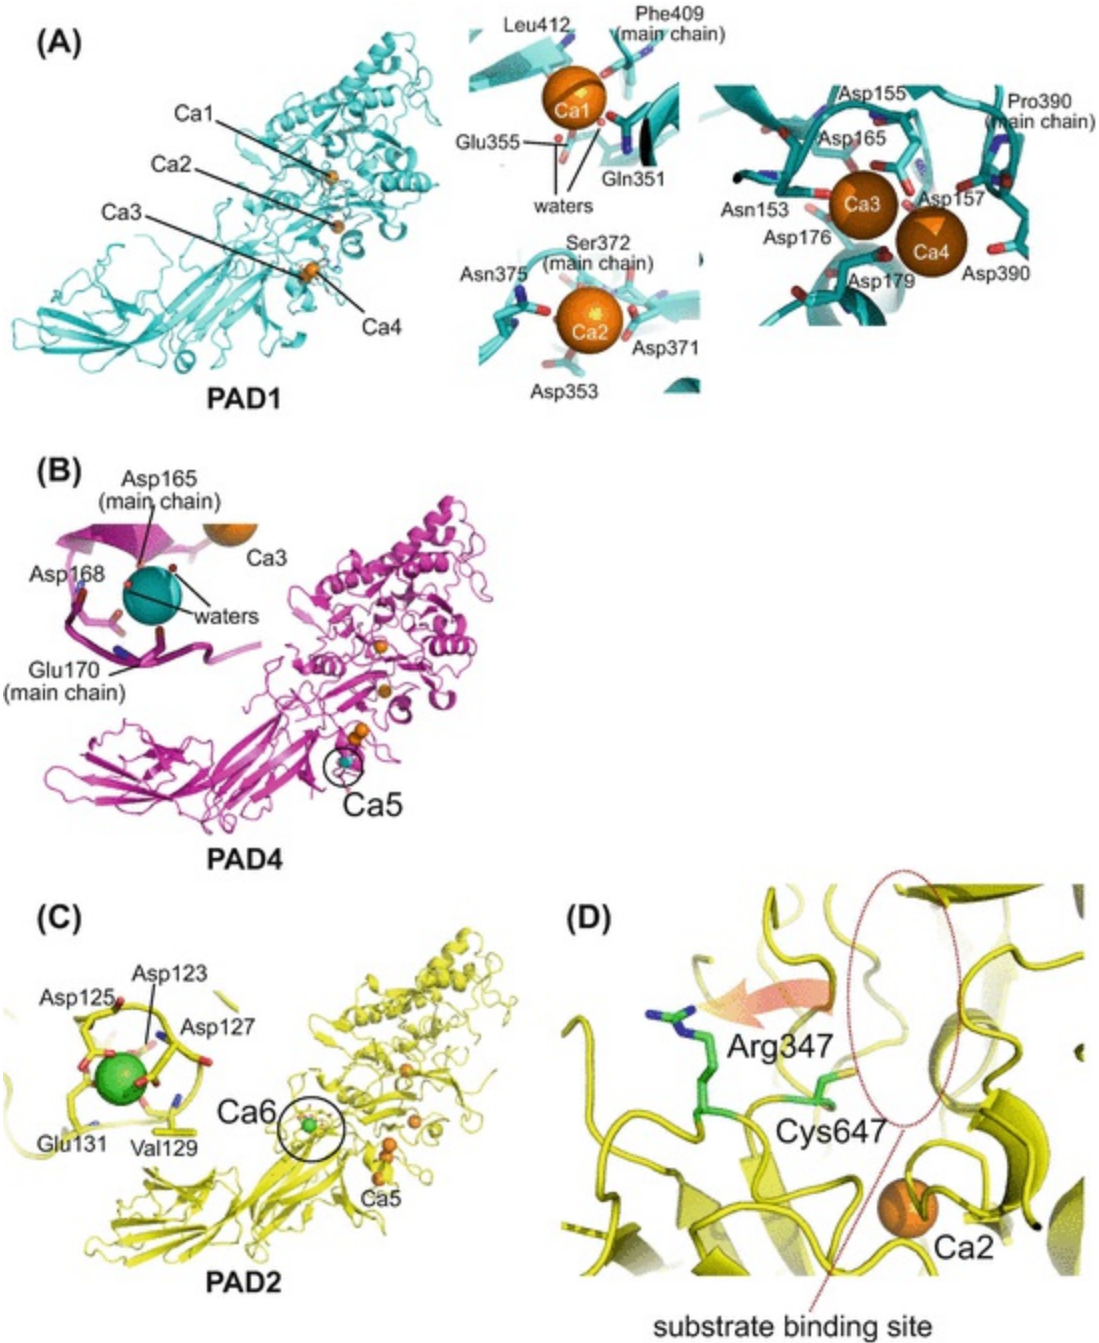 (A)
Ca1
Ca2
Ca3
Ca4
PAD1
Leu412
Phe409
(main chain)
Ca1
Glu355
Gln351
waters
Ser372
(main chain)
Asn375
Ca2
Asp371
Asp353
Asp155
Pro390
(main chain)
Asp165
Ca3
Asp157
Asn153
Asp176
Ca4
Asp179
Asp390
(B)
Asp165
(main chain)
Ca3
Asp168
waters
Glu170
(main chain)
Ca5
PAD4
(C)
Asp123
Asp125
Asp127
Glu131
Val129
Ca6
Ca5
PAD2
(D)
Arg347
Cys647
Ca2
substrate binding site